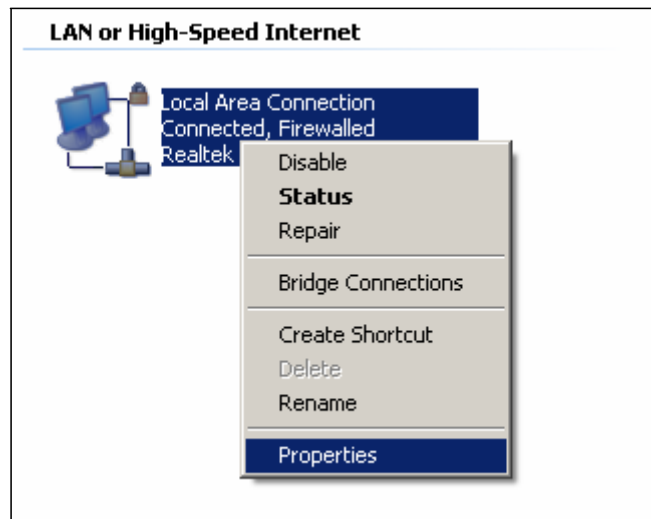 LAN or High-Speed Internet
Local Area Connection
Connected, Firewalled
Realtek
Disable
Status
Repair
Bridge Connections
Create Shortcut
Delete
Rename
Properties